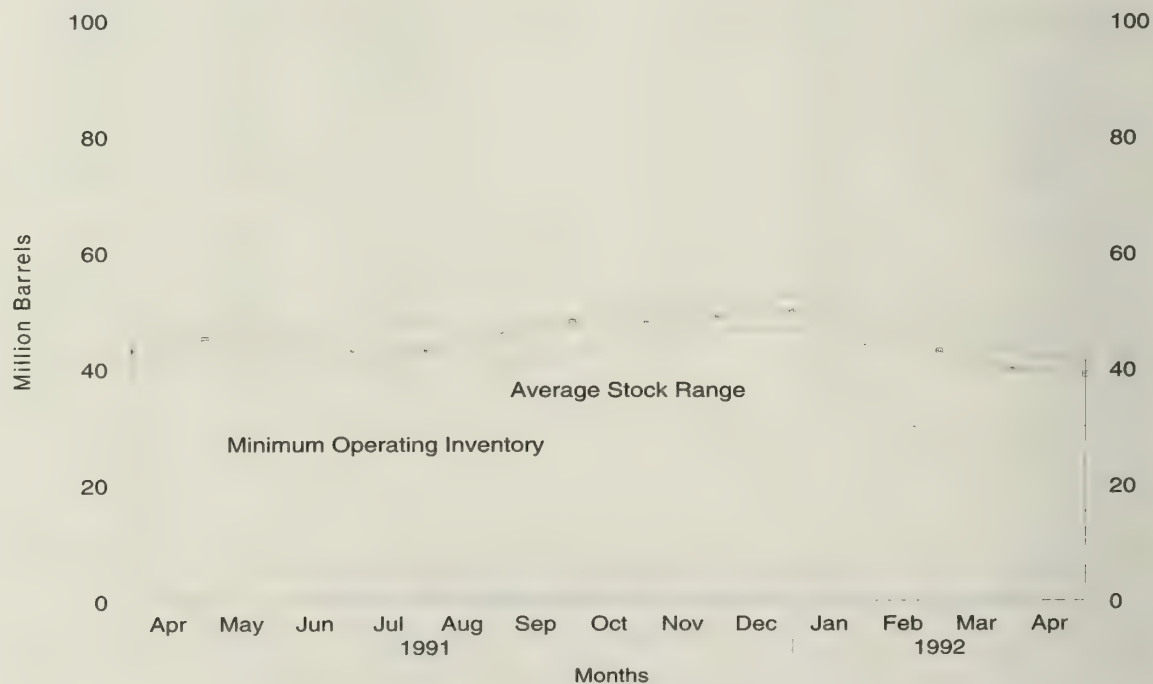 100 100
80 80
60 60
Million Barrels
40 40
Average Stock Range
Minimum Operating Inventory
20 20
0 0
Apr May Jun Jul Aug Sep Oct Nov Dec Jan Feb Mar Apr
1991 1992
Months